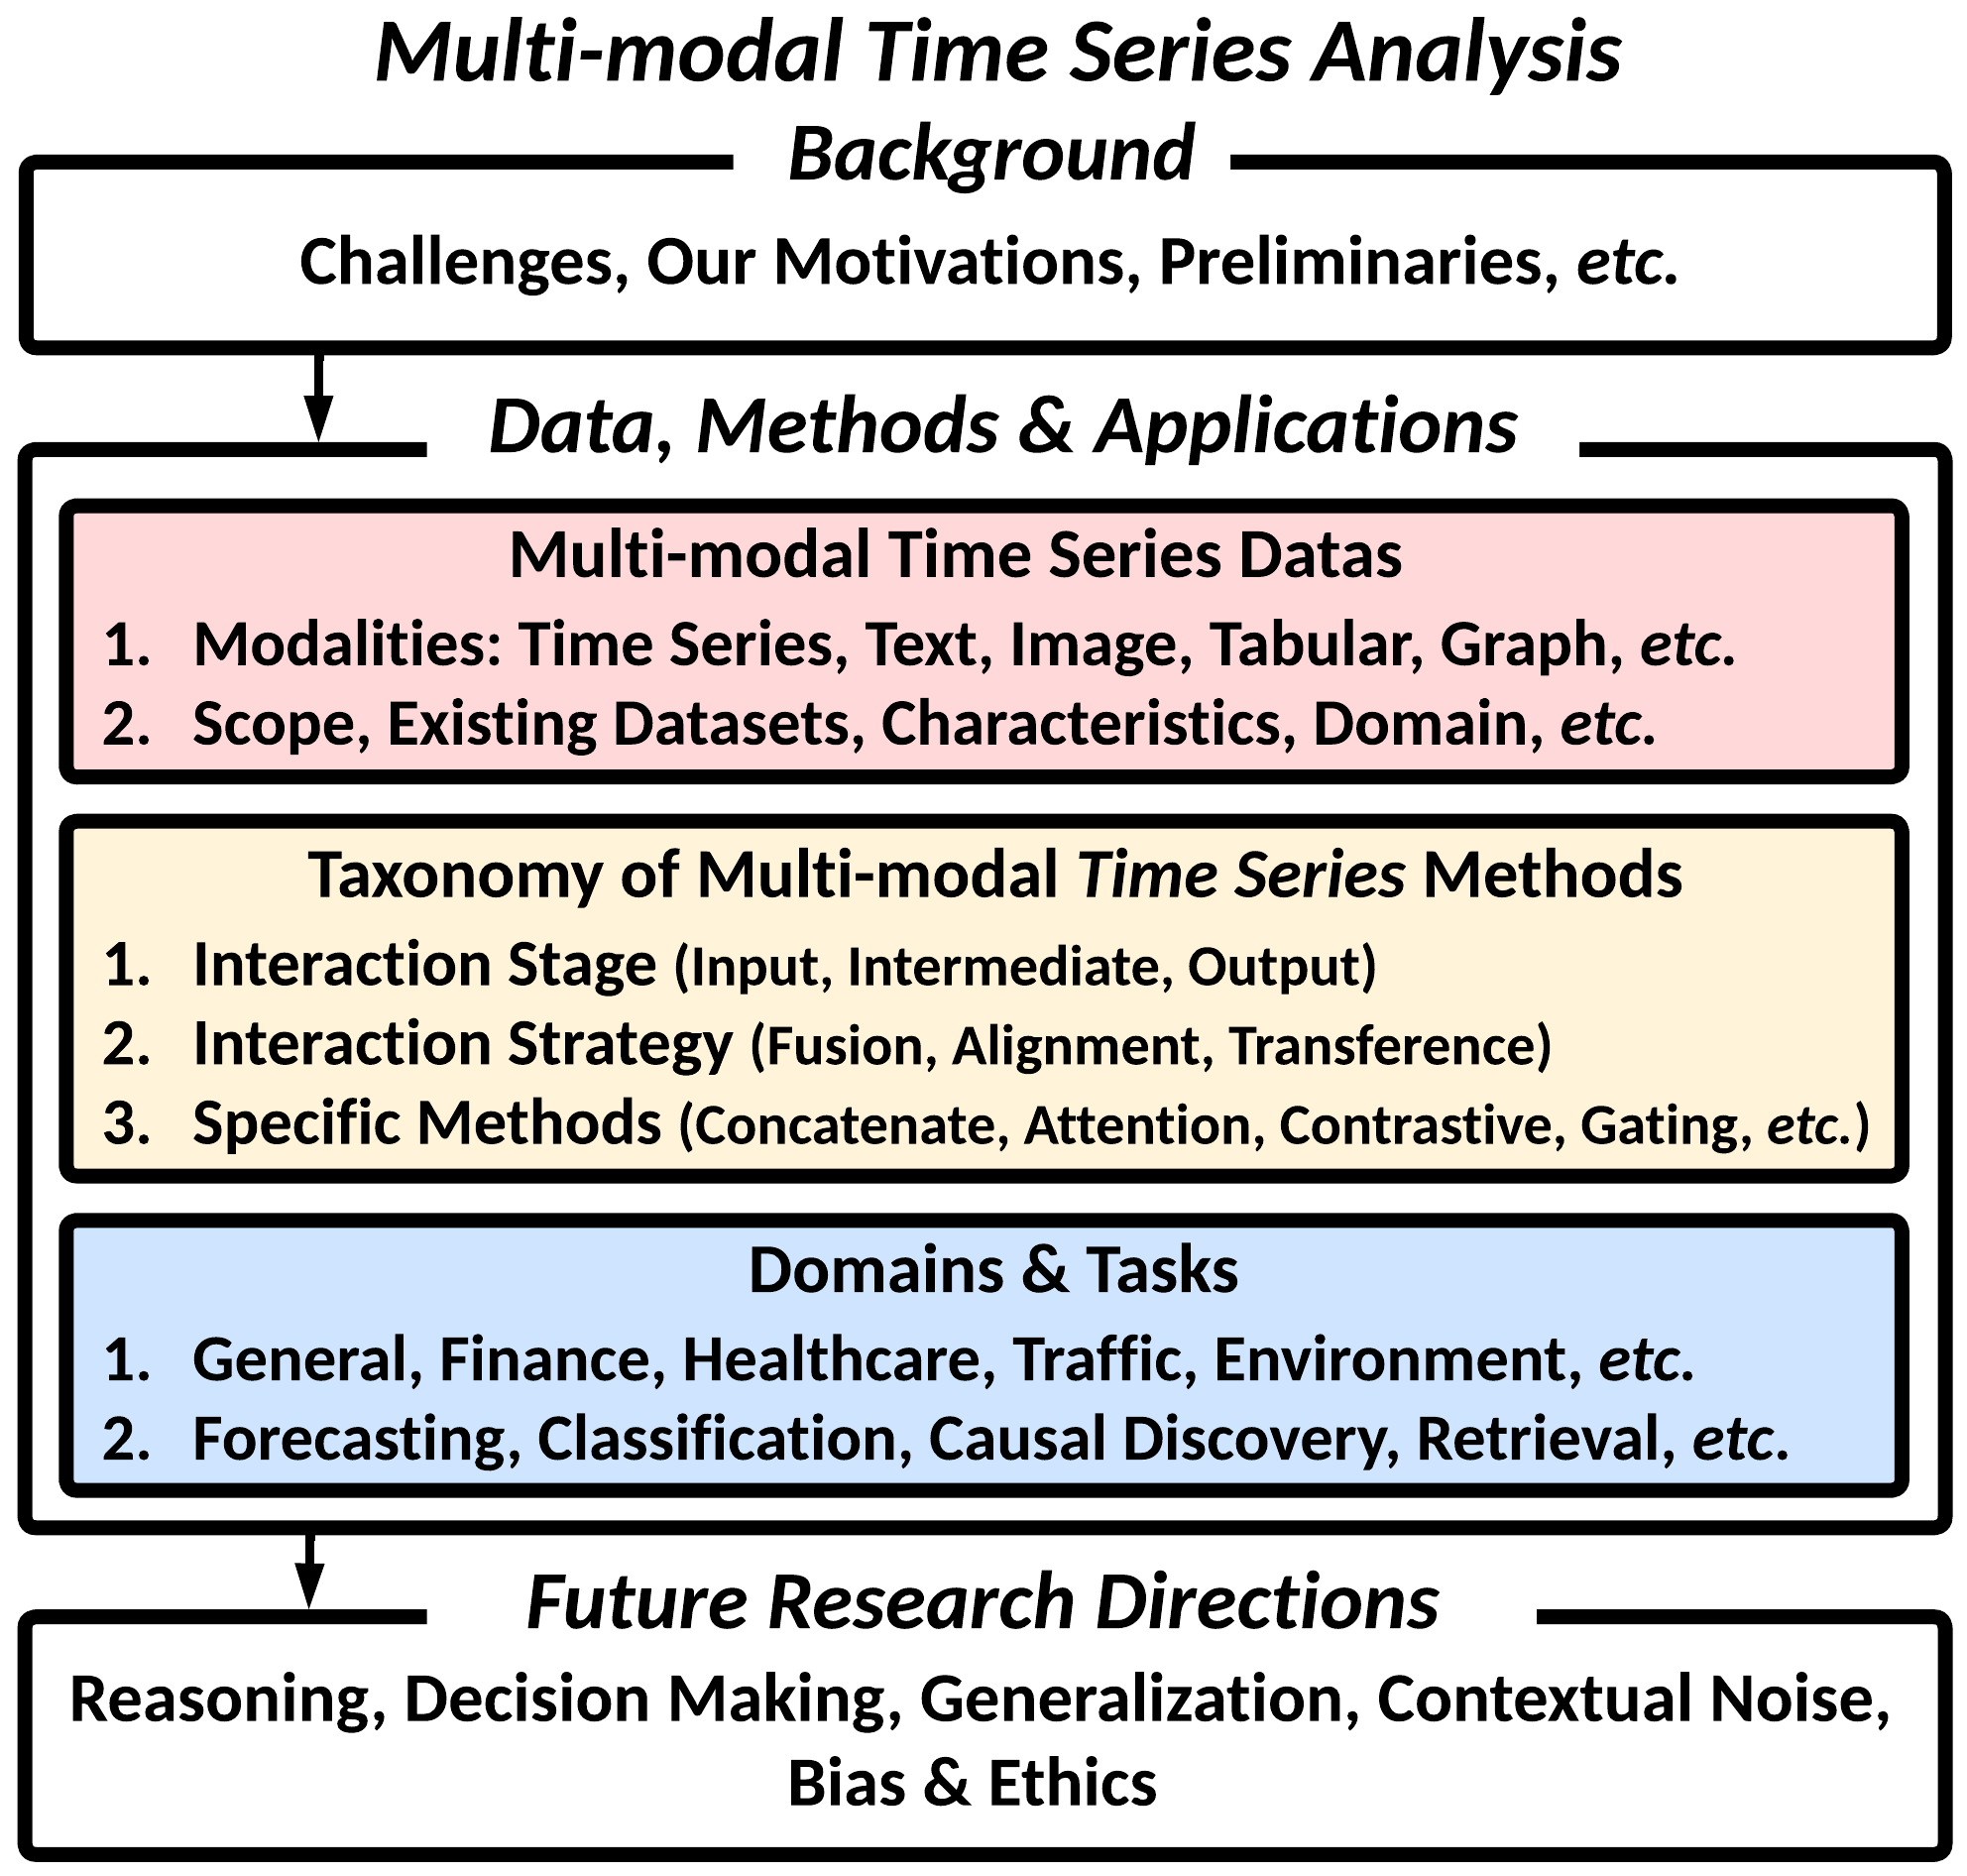 Multi-modal Time Series Analysis
Background
Challenges, Our Motivations, Preliminaries, etc.
Data, Methods & Applications
Multi-modal Time Series Datas
1. Modalities: Time Series, Text, Image, Tabular, Graph, etc.
2. Scope, Existing Datasets, Characteristics, Domain, etc.
Taxonomy of Multi-modal Time Series Methods
1. Interaction Stage (Input, Intermediate, Output)
2. Interaction Strategy (Fusion, Alignment, Transference)
3. Specific Methods (Concatenate, Attention, Contrastive, Gating, etc.)
Domains & Tasks
1. General, Finance, Healthcare, Traffic, Environment, etc.
2. Forecasting, Classification, Causal Discovery, Retrieval, etc.
Future Research Directions
Reasoning, Decision Making, Generalization, Contextual Noise,
Bias & Ethics